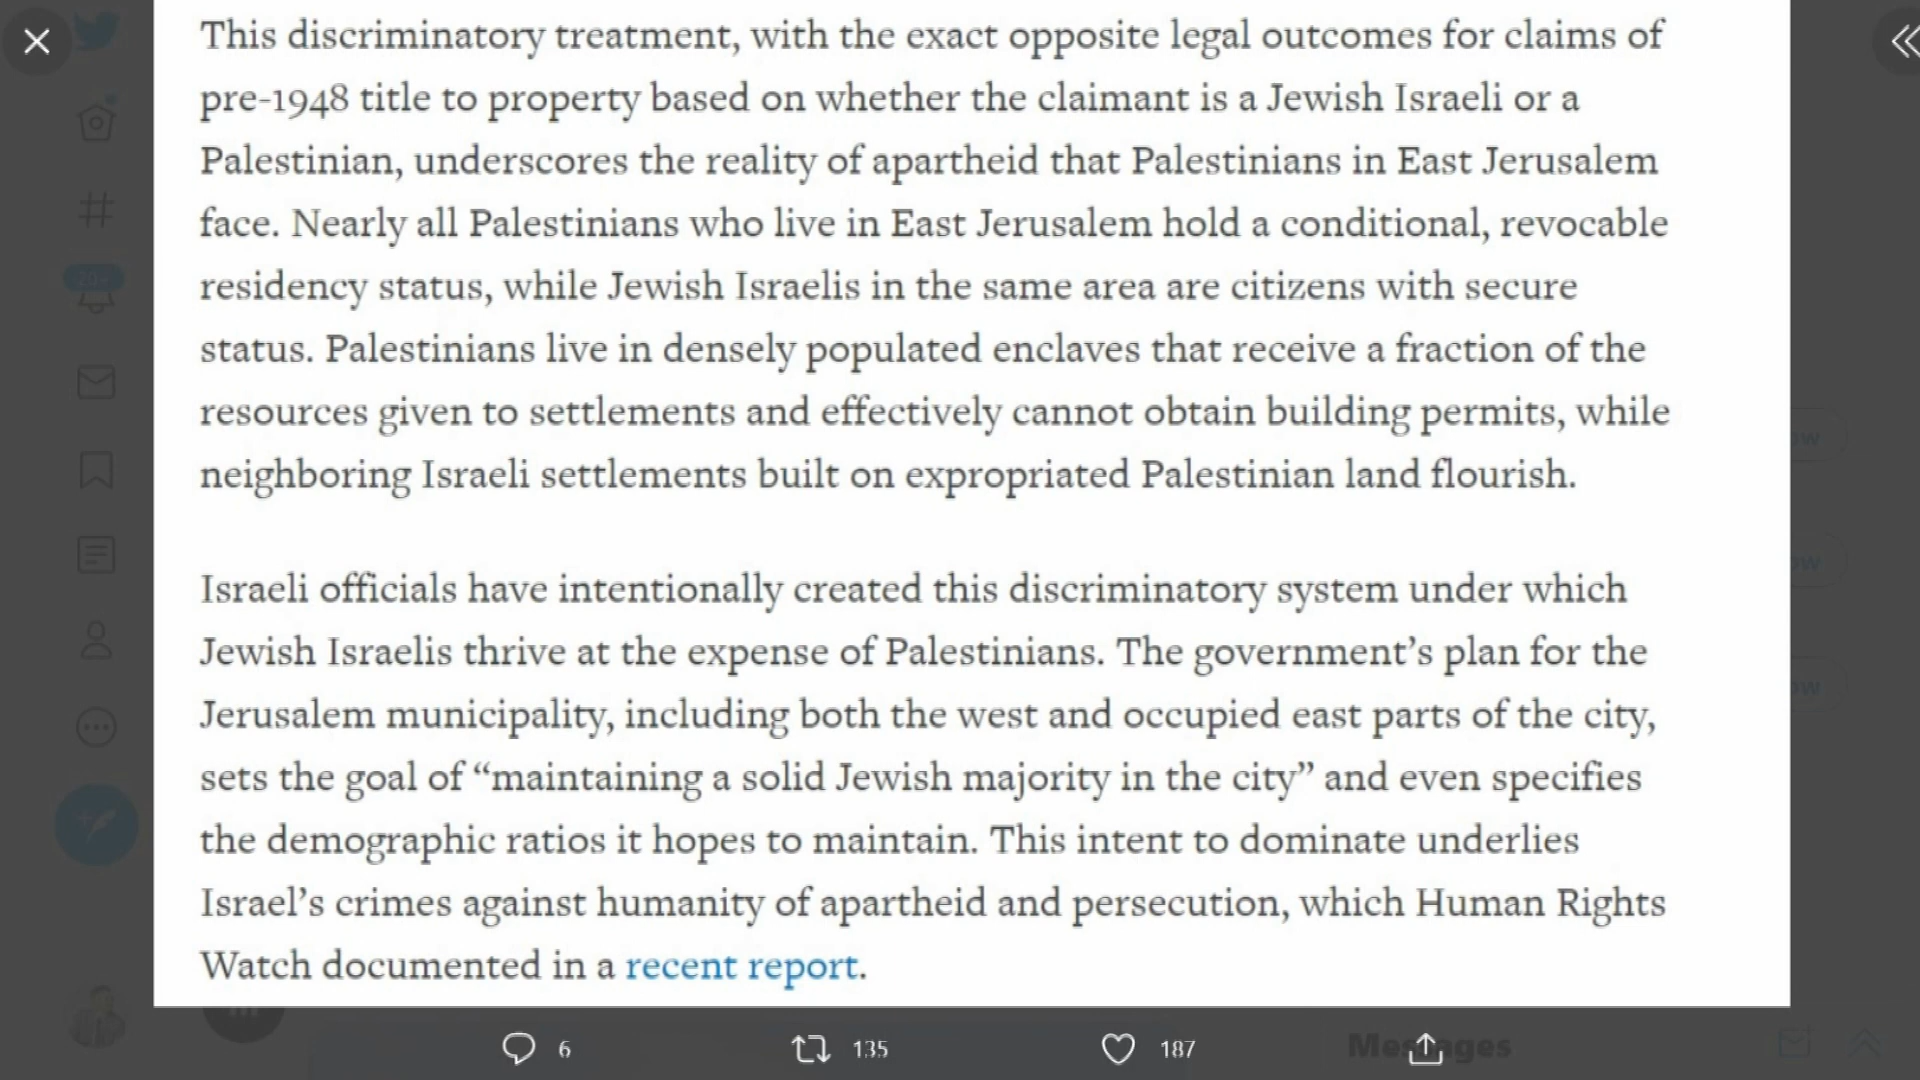 This discriminatory treatment, with the exact opposite legal outcomes for claims of
pre-1948 title to property based on whether the claimant is a Jewish Israeli or a
Palestinian, underscores the reality of apartheid that Palestinians in East Jerusalem
face. Nearly all Palestinians who live in East Jerusalem hold a conditional, revocable
residency status, while Jewish Israelis in the same area are citizens with secure
status. Palestinians live in densely populated enclaves that receive a fraction of the
resources given to settlements and effectively cannot obtain building permits, while
neighboring Israeli settlements built on expropriated Palestinian land flourish.
Israeli officials have intentionally created this discriminatory system under which
Jewish Israelis thrive at the expense of Palestinians. The government’s plan for the
Jerusalem municipality, including both the west and occupied east parts of the city,
sets the goal of “maintaining a solid Jewish majority in the city” and even specifies
the demographic ratios it hopes to maintain. This intent to dominate underlies
Israel’s crimes against humanity of apartheid and persecution, which Human Rights
Watch documented in a recent report.
20+
ow
ow
ow
6
135
187
Messages